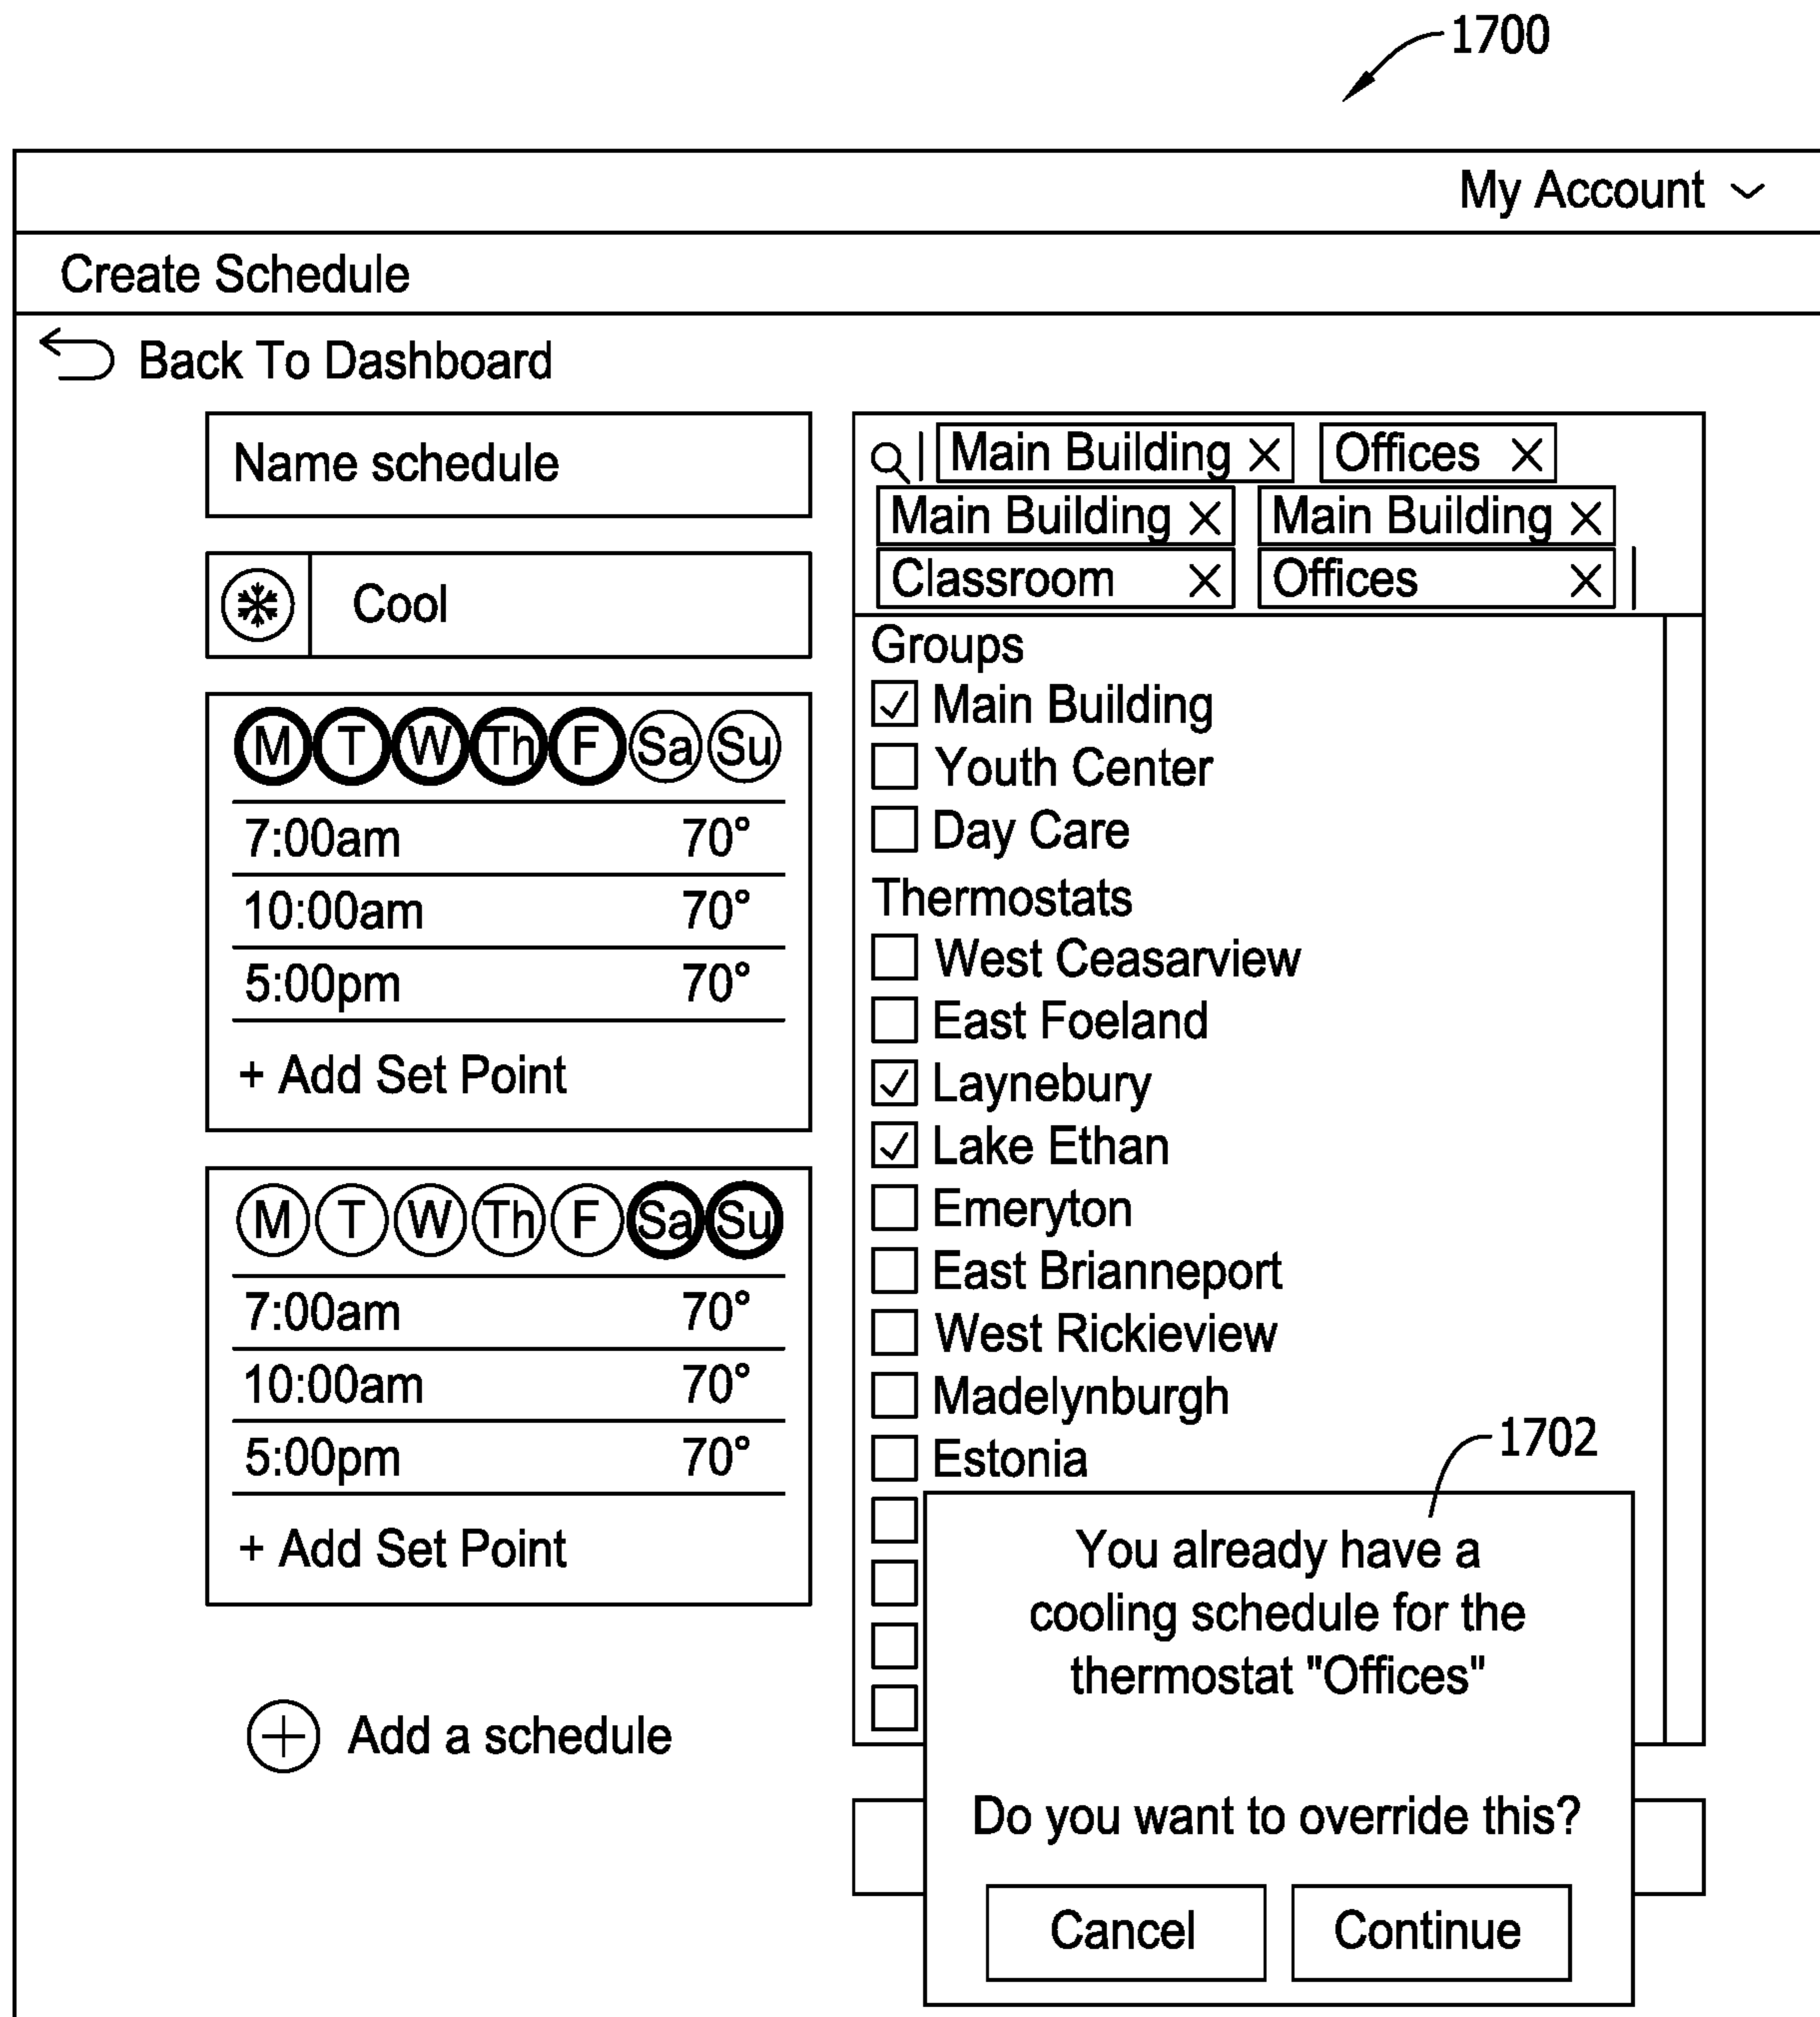 1700
My Account
Create Schedule
Back To Dashboard
Name schedule
Cool
M T W Th F Sa Su
7:00am 70°
10:00am 70°
5:00pm 70°
+ Add Set Point
M T W Th F Sa Su
7:00am 70°
10:00am 70°
5:00pm 70°
+ Add Set Point
Add a schedule
Main Building X Offices X
Main Building X Main Building X
Classroom X Offices X
Groups
Main Building
Youth Center
Day Care
Thermostats
West Ceasarview
East Foeland
Laynebury
Lake Ethan
Emeryton
East Brianneport
West Rickieview
Madelynburgh
Estonia
1702
You already have a
cooling schedule for the
thermostat "Offices"
Do you want to override this?
Cancel Continue